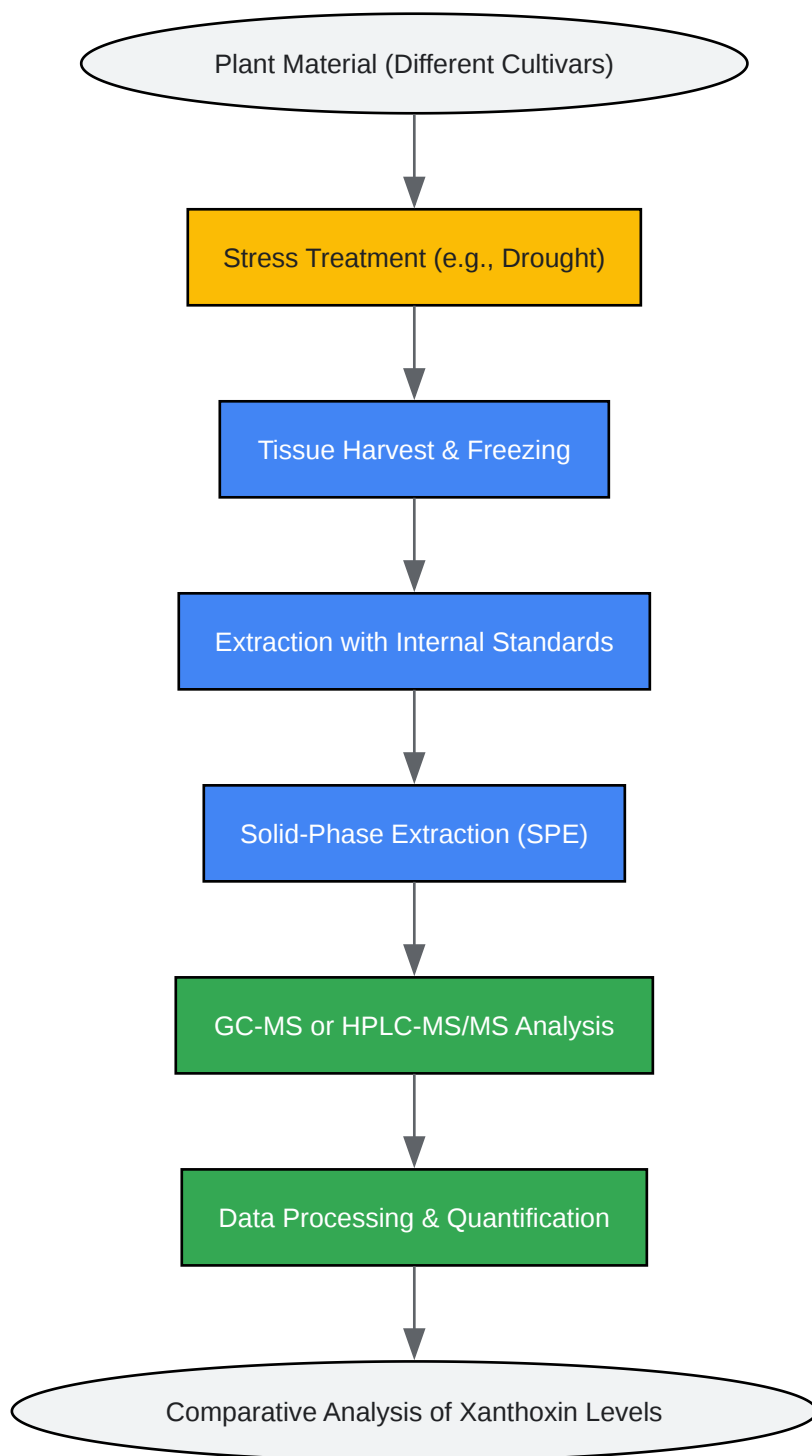 Plant Material (Different Cultivars)
Stress Treatment (e.g., Drought)
Tissue Harvest & Freezing
Extraction with Internal Standards
Solid-Phase Extraction (SPE)
GC-MS or HPLC-MS/MS Analysis
Data Processing & Quantification
Comparative Analysis of Xanthoxin Levels